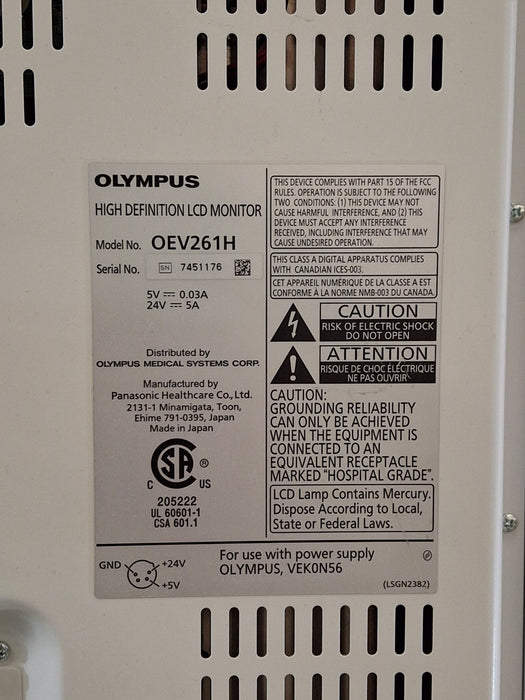 OLYMPUS
HIGH DEFINITION LCD MONITOR
Model No. OEV261H
Serial No. SN 7451176
5V ⎓ 0.03A
24V ⎓ 5A
Distributed by
OLYMPUS MEDICAL SYSTEMS CORP.
Manufactured by
Panasonic Healthcare Co., Ltd.
2131-1 Minamigata, Toon,
Ehime 791-0395, Japan
Made in Japan
SA ®
C US
205222
UL 60601-1
CSA 601.1
THIS DEVICE COMPLIES WITH PART 15 OF THE FCC
RULES. OPERATION IS SUBJECT TO THE FOLLOWING
TWO CONDITIONS: (1) THIS DEVICE MAY NOT
CAUSE HARMFUL INTERFERENCE, AND (2) THIS
DEVICE MUST ACCEPT ANY INTERFERENCE
RECEIVED, INCLUDING INTERFERENCE THAT MAY
CAUSE UNDESIRED OPERATION.
THIS CLASS A DIGITAL APPARATUS COMPLIES
WITH CANADIAN ICES-003.
CET APPAREIL NUMÉRIQUE DE LA CLASSE A EST
CONFORME À LA NORME NMB-003 DU CANADA.
CAUTION
RISK OF ELECTRIC SHOCK
DO NOT OPEN
ATTENTION
RISQUE DE CHOC ÉLECTRIQUE
NE PAS OUVRIR
CAUTION:
GROUNDING RELIABILITY
CAN ONLY BE ACHIEVED
WHEN THE EQUIPMENT IS
CONNECTED TO AN
EQUIVALENT RECEPTACLE
MARKED "HOSPITAL GRADE".
LCD Lamp Contains Mercury.
Dispose According to Local,
State or Federal Laws.
GND +24V
+5V
For use with power supply
OLYMPUS, VEK0N56
(LSGN2382)